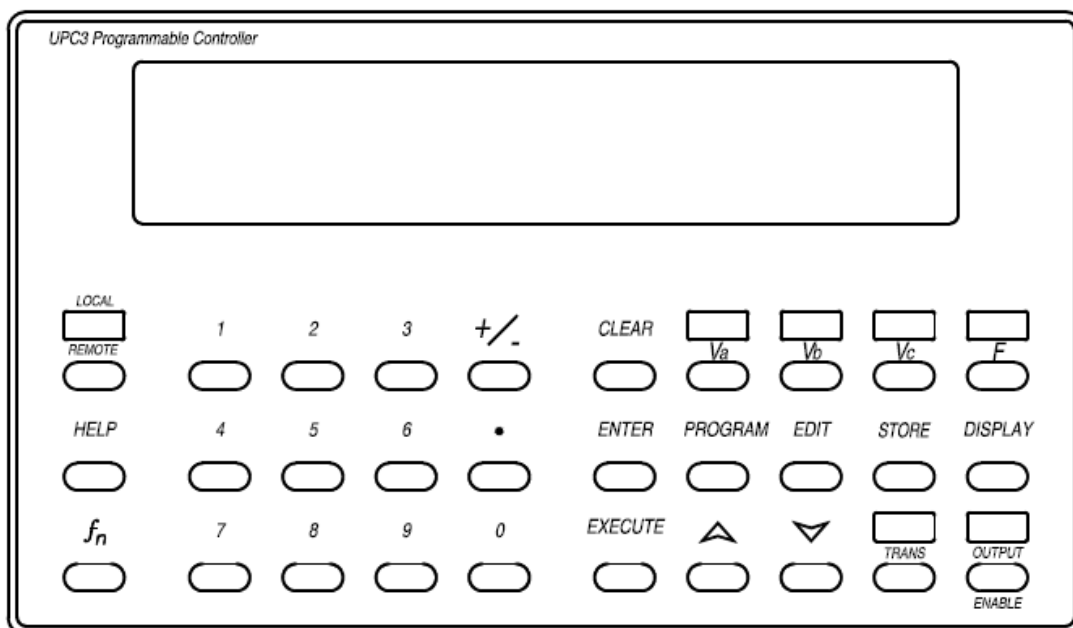 UPC3 Programmable Controller
LOCAL
REMOTE
1 2 3 +/- CLEAR Va Vb Vc F
HELP 4 5 6 • ENTER PROGRAM EDIT STORE DISPLAY
fn 7 8 9 0 EXECUTE
TRANS OUTPUT
ENABLE